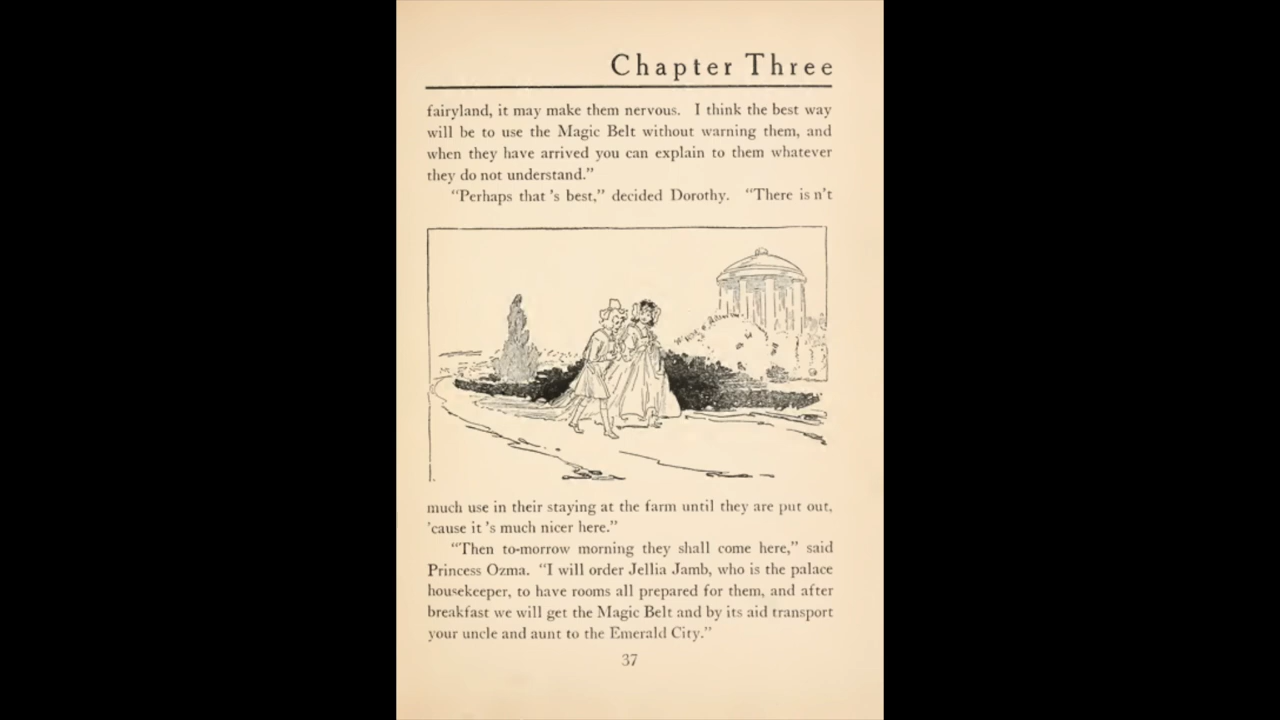 Chapter Three
fairyland, it may make them nervous. I think the best way
will be to use the Magic Belt without warning them, and
when they have arrived you can explain to them whatever
they do not understand.”
“Perhaps that ’s best,” decided Dorothy. “There is n’t
much use in their staying at the farm until they are put out,
’cause it ’s much nicer here.”
“Then to-morrow morning they shall come here,” said
Princess Ozma. “I will order Jellia Jamb, who is the palace
housekeeper, to have rooms all prepared for them, and after
breakfast we will get the Magic Belt and by its aid transport
your uncle and aunt to the Emerald City.”
37